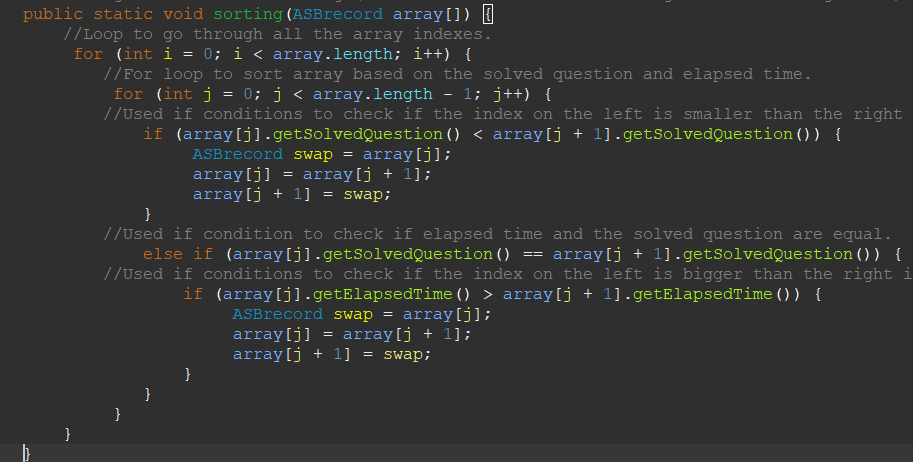 public static void sorting(ASBrecord array[]) {
//Loop to go through all the array indexes.
for (int i = 0; i < array.length; i++) {
//For loop to sort array based on the solved question and elapsed time.
for (int j = 0; j < array.length - 1; j++) {
//Used if conditions to check if the index on the left is smaller than the right
if (array[j].getSolvedQuestion() < array[j + 1].getSolvedQuestion()) {
ASBrecord swap = array[j];
array[j] = array[j + 1];
array[j + 1] = swap;
}
//Used if condition to check if elapsed time and the solved question are equal.
else if (array[j].getSolvedQuestion() == array[j + 1].getSolvedQuestion()) {
//Used if conditions to check if the index on the left is bigger than the right i
if (array[j].getElapsedTime() > array[j + 1].getElapsedTime()) {
ASBrecord swap = array[j];
array[j] = array[j + 1];
array[j + 1] = swap;
}
}
}
}
}